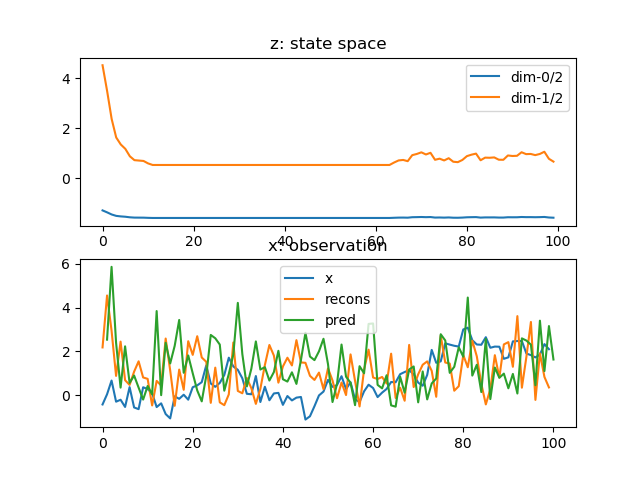 z: state space
4
2
0
dim-0/2
dim-1/2
0 20 40 60 80 100
x: observation
6
4
2
0
x
recons
pred
0 20 40 60 80 100